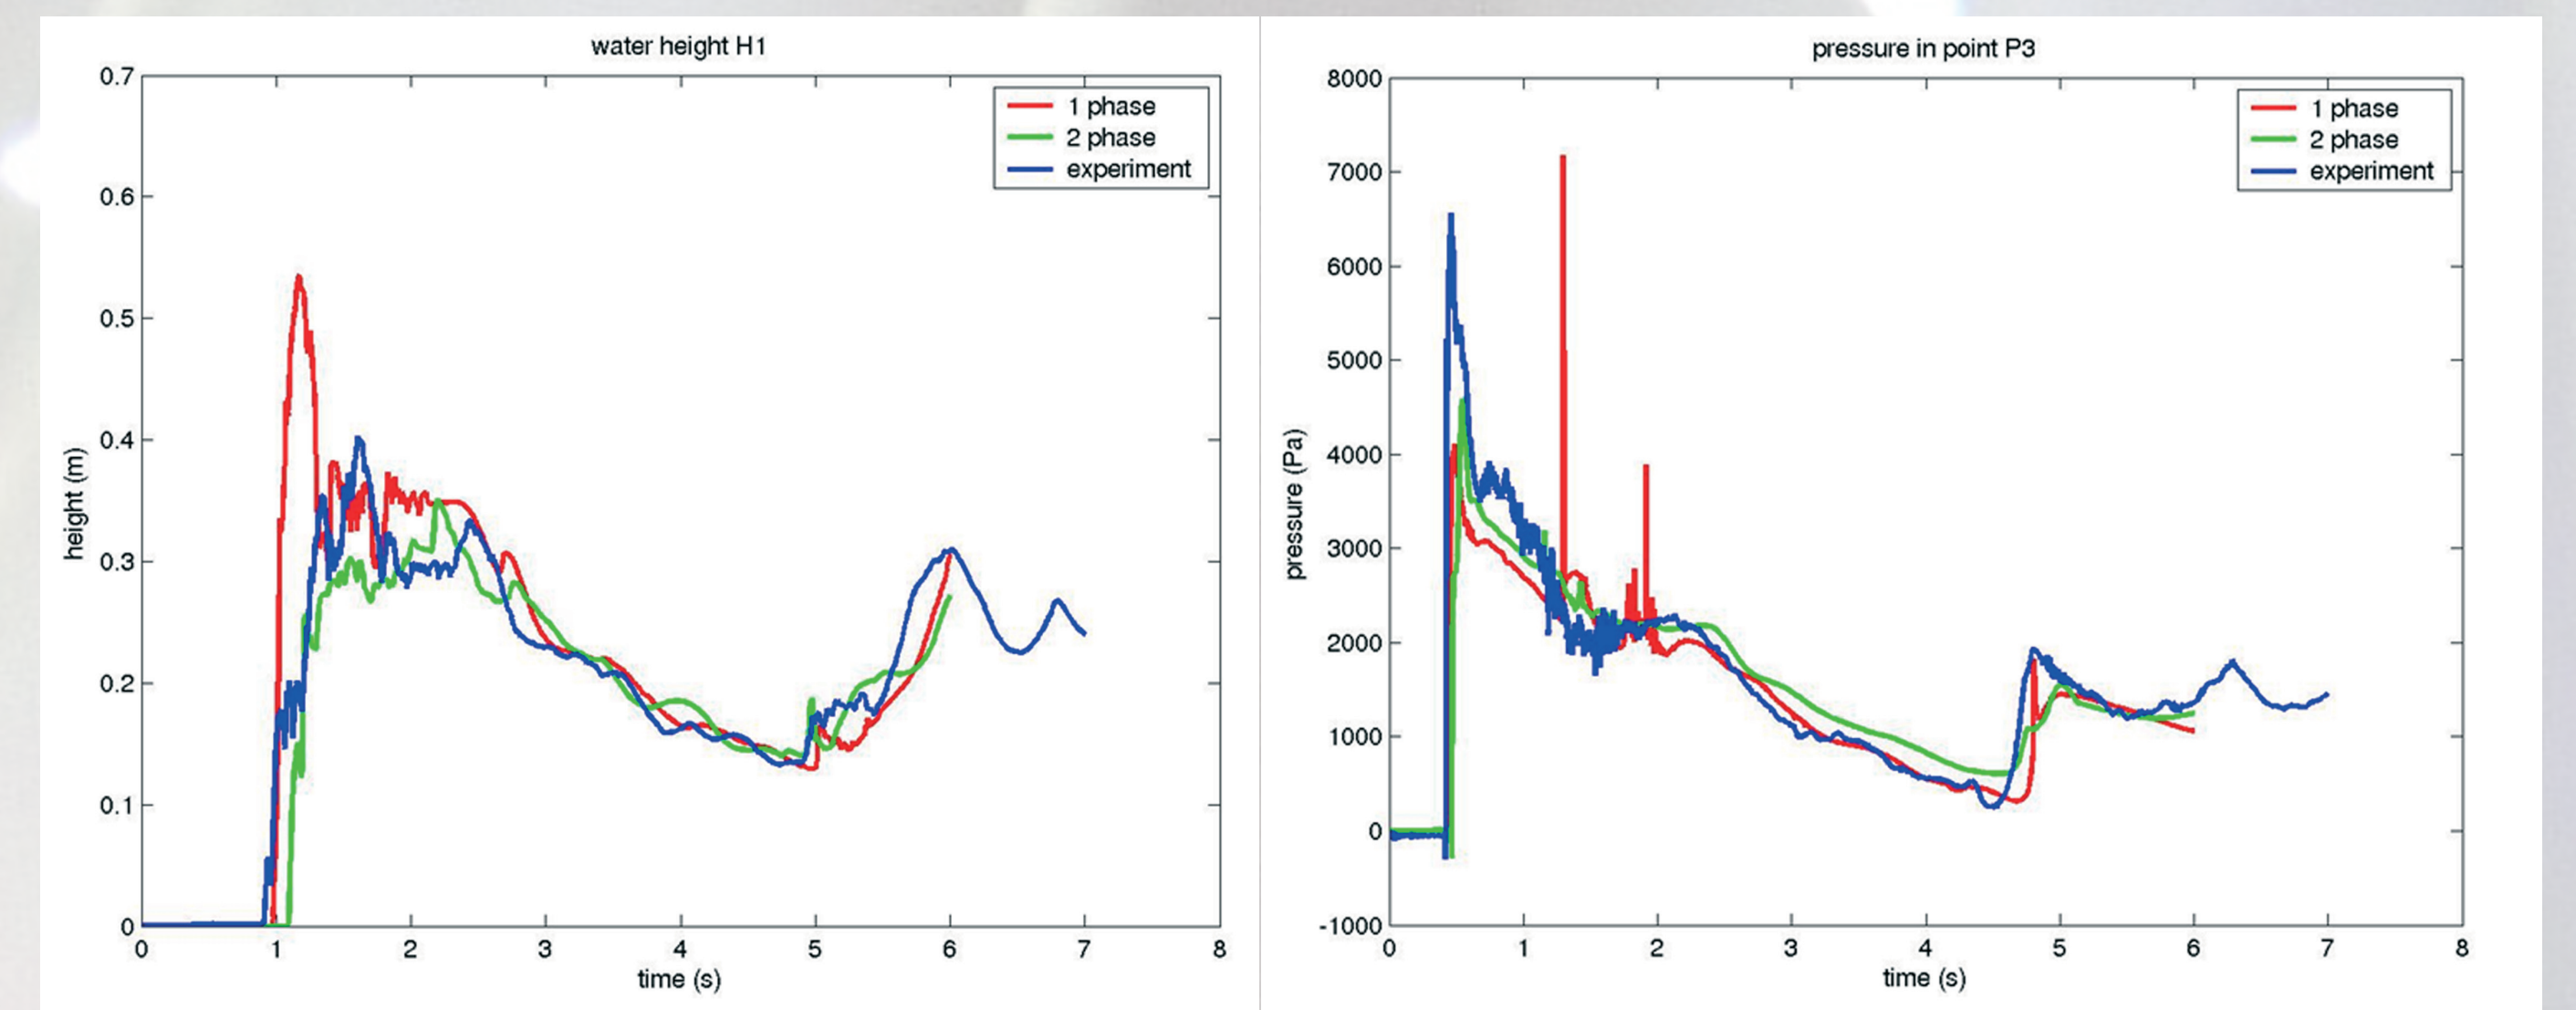 water height H1
0.7
0.6
0.5
0.4
0.3
0.2
0.1
0
height (m)
1 phase
2 phase
experiment
0 1 2 3 4 5 6 7 8
time (s)
pressure in point P3
8000
7000
6000
5000
4000
3000
2000
1000
0
-1000
pressure (Pa)
1 phase
2 phase
experiment
0 1 2 3 4 5 6 7 8
time (s)